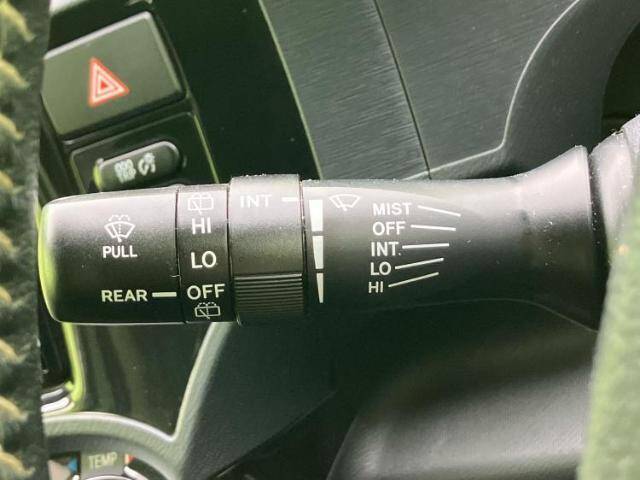 PULL
REAR
HI
LO
OFF
INT
MIST
OFF
INT
LO
HI
TEMP